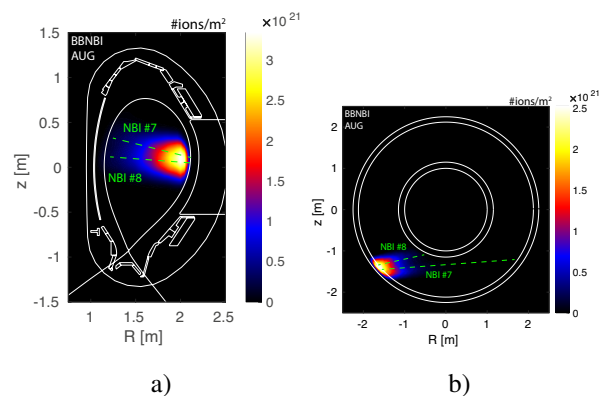 #ions/m²
×10²¹
BBNBI
AUG
NBI #7
NBI #8
z [m]
1.5
1
0.5
0
-0.5
-1
-1.5
1 1.5 2 2.5
R [m]
3.5
3
2.5
2
1.5
1
0.5
0
a)
#ions/m²
×10²¹
BBNBI
AUG
NBI #8
NBI #7
z [m]
2
1
0
-1
-2
-2 -1 0 1 2
R [m]
2.5
2
1.5
1
0.5
0
b)